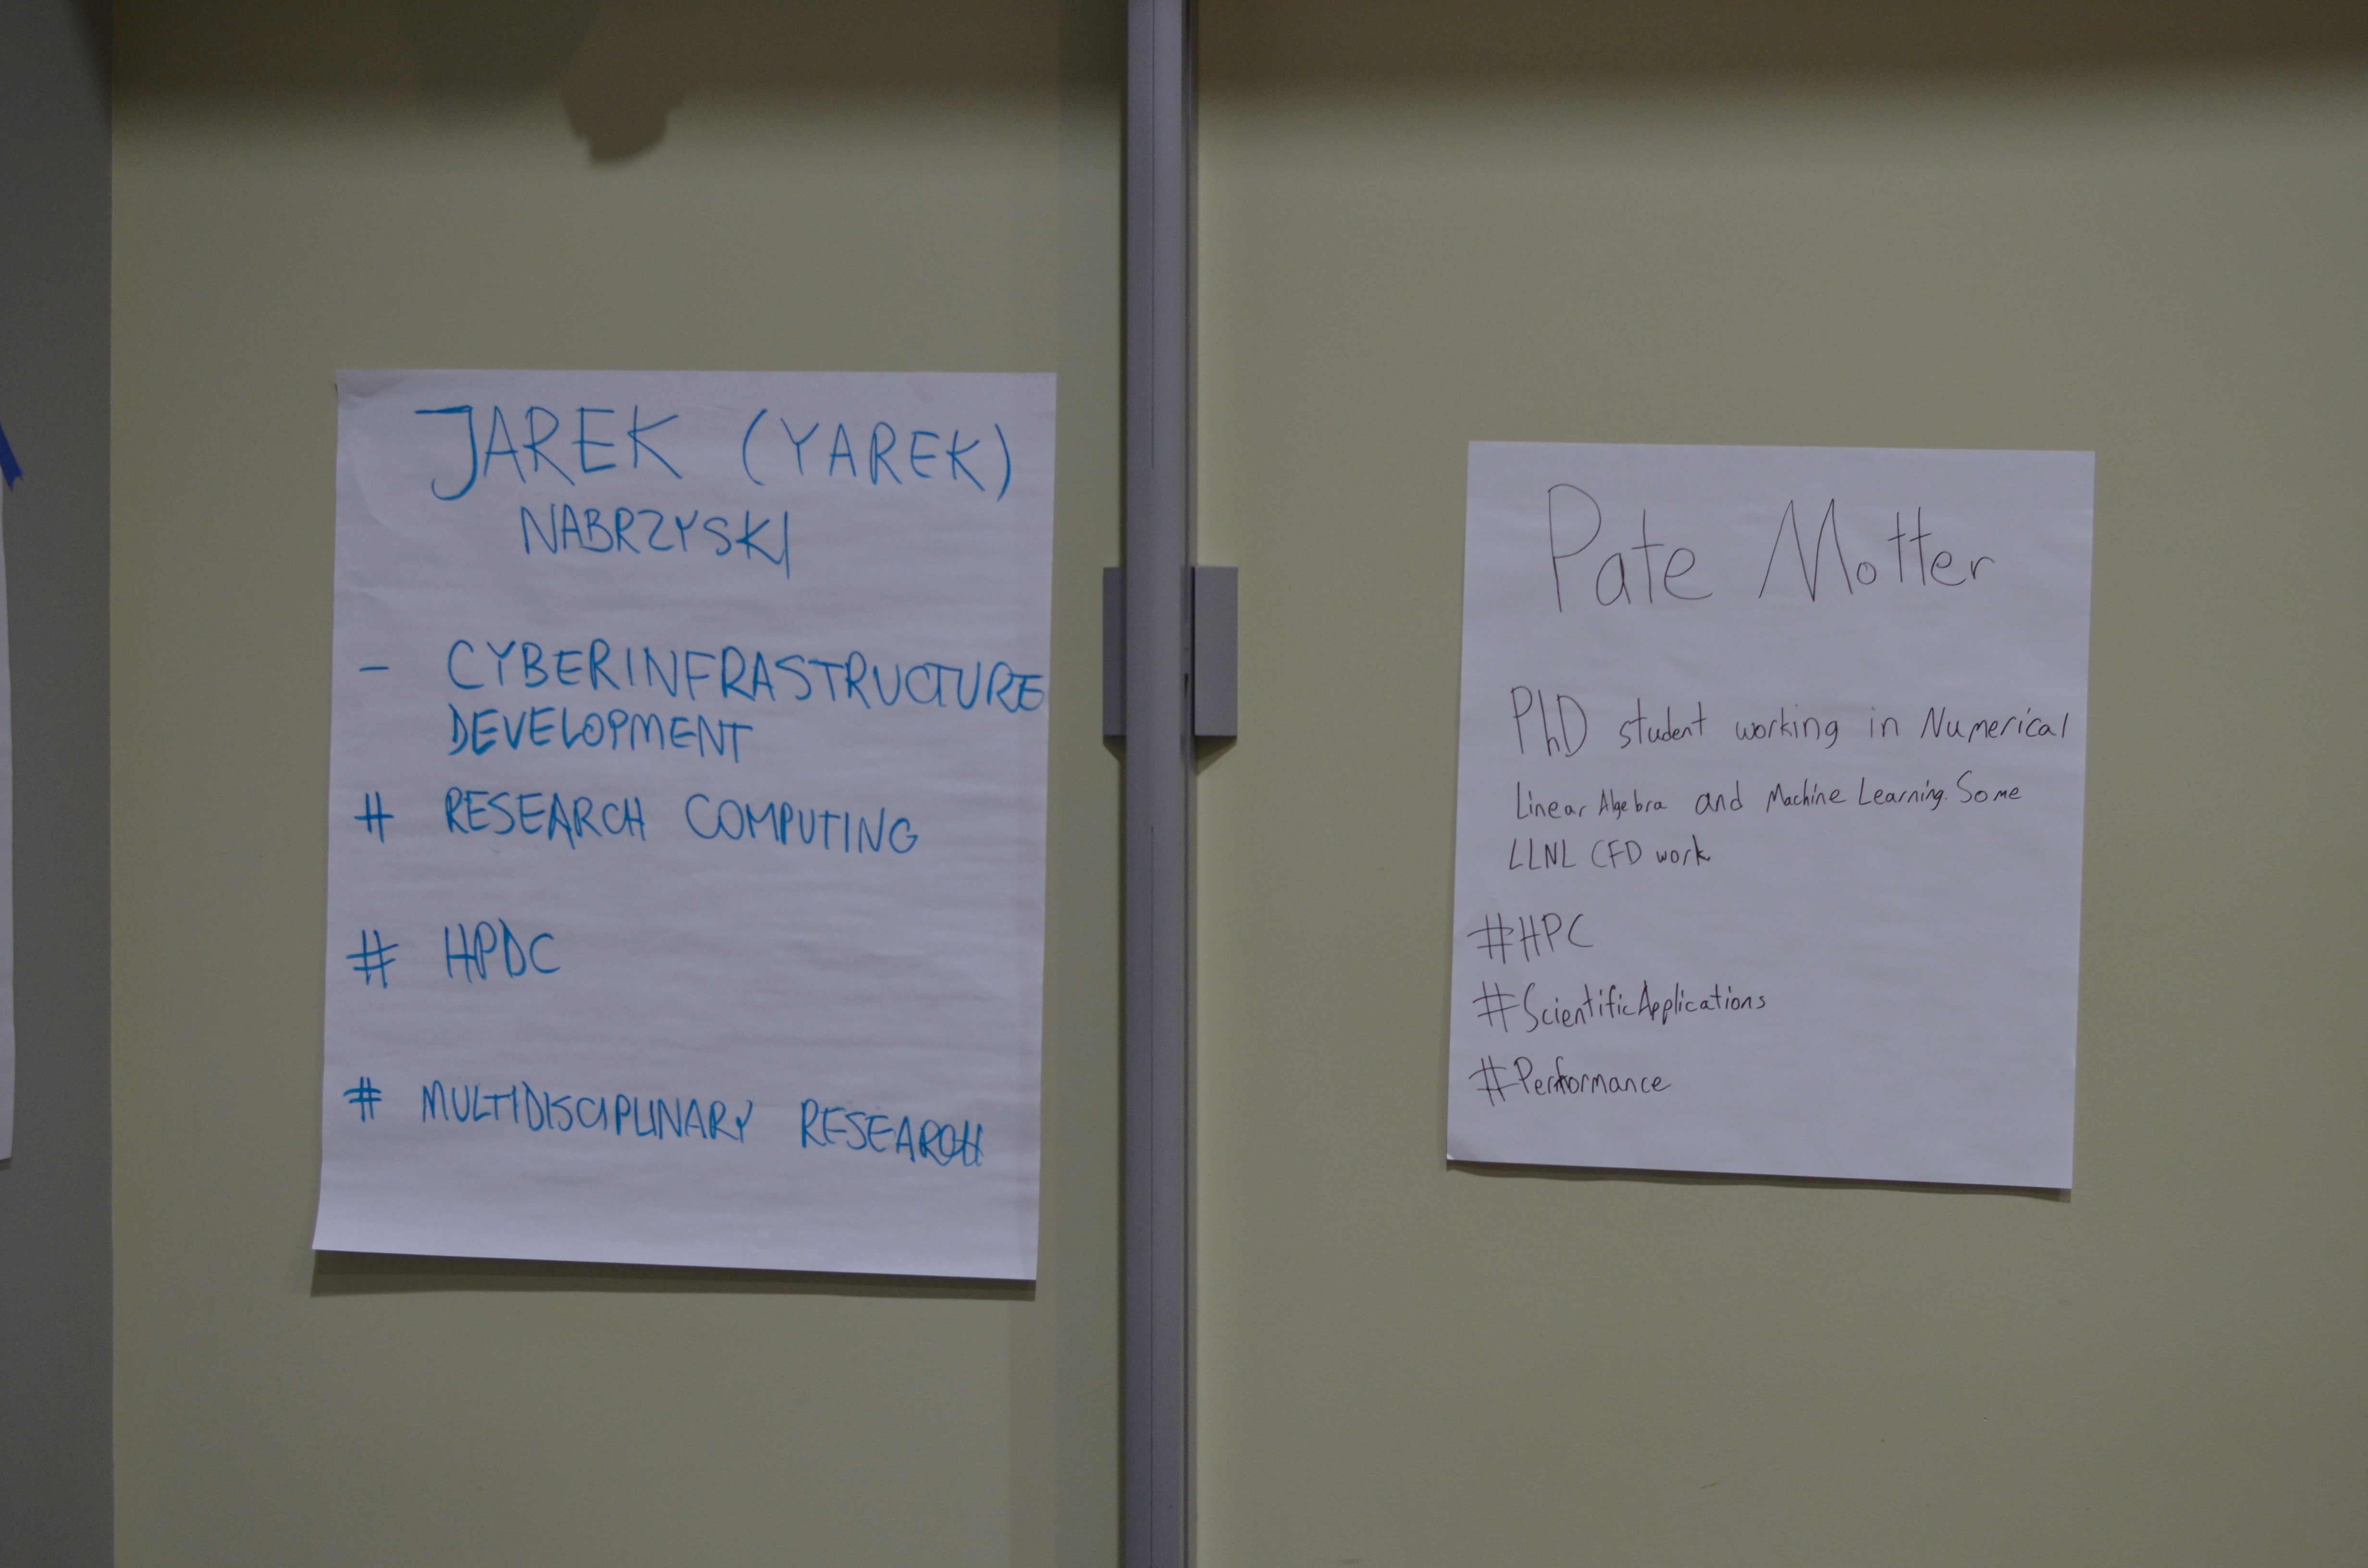 JAREK (YAREK)
NABRZYSKI
- CYBERINFRASTRUCTURE
DEVELOPMENT
# RESEARCH COMPUTING
# HPDC
# MULTIDISCIPLINARY RESEARCH
Pate Motter
PhD student working in Numerical
Linear Algebra and Machine Learning. Some
LLNL CFD work
#HPC
#ScientificApplications
#Performance